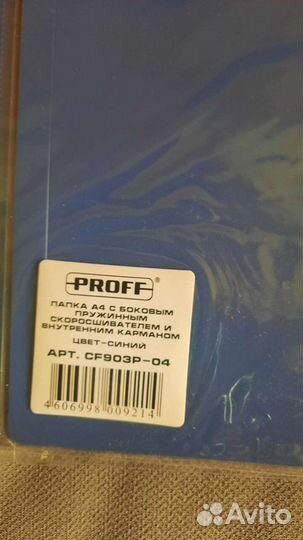 PROFF®
ПАПКА А4 С БОКОВЫМ
ПРУЖИННЫМ
СКОРОСШИВАТЕЛЕМ И
ВНУТРЕННИМ КАРМАНОМ
ЦВЕТ-СИНИЙ
АРТ. CF903P-04
4606998009214
Avito